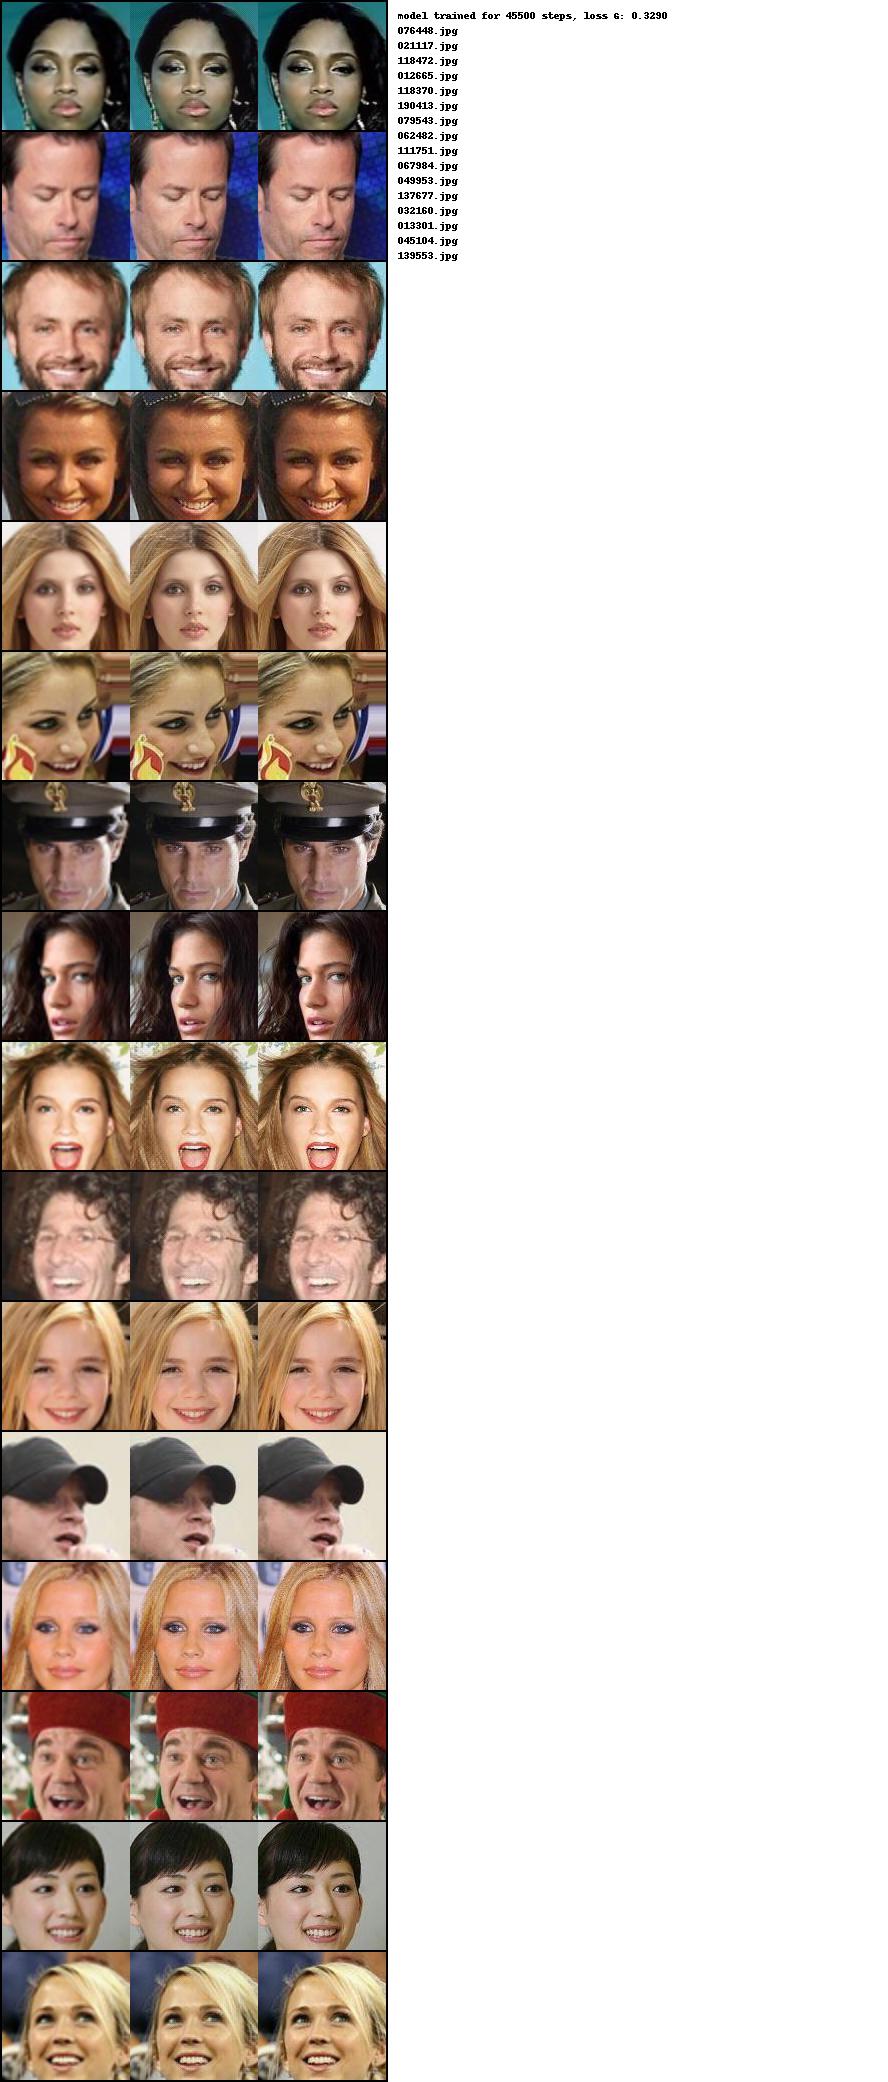 model trained for 45500 steps, loss G: 0.3290
076448.jpg
021117.jpg
118472.jpg
012665.jpg
118370.jpg
190413.jpg
079543.jpg
062482.jpg
111751.jpg
067984.jpg
049953.jpg
137677.jpg
032160.jpg
013301.jpg
045104.jpg
139553.jpg